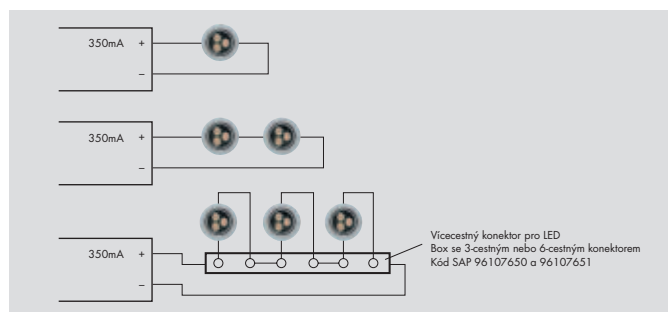 350mA +
–
350mA +
–
350mA +
–
Vícecestný konektor pro LED
Box se 3-cestným nebo 6-cestným konektorem
Kód SAP 96107650 a 96107651